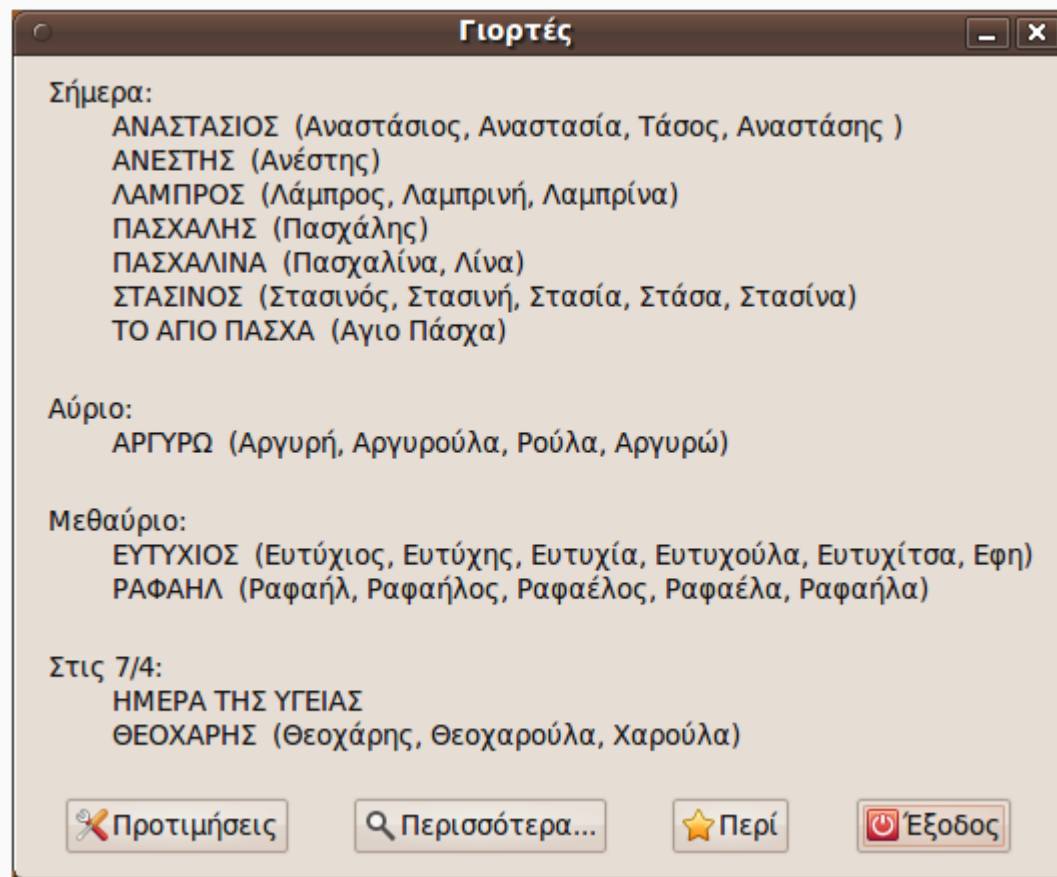 Γιορτές
Σήμερα:
ΑΝΑΣΤΑΣΙΟΣ (Αναστάσιος, Αναστασία, Τάσος, Αναστάσης )
ΑΝΕΣΤΗΣ (Ανέστης)
ΛΑΜΠΡΟΣ (Λάμπρος, Λαμπρινή, Λαμπρίνα)
ΠΑΣΧΑΛΗΣ (Πασχάλης)
ΠΑΣΧΑΛΙΝΑ (Πασχαλίνα, Λίνα)
ΣΤΑΣΙΝΟΣ (Στασινός, Στασινή, Στασία, Στάσα, Στασίνα)
ΤΟ ΑΓΙΟ ΠΑΣΧΑ (Αγιο Πάσχα)
Αύριο:
ΑΡΓΥΡΩ (Αργυρή, Αργυρούλα, Ρούλα, Αργυρώ)
Μεθαύριο:
ΕΥΤΥΧΙΟΣ (Ευτύχιος, Ευτύχης, Ευτυχία, Ευτυχούλα, Ευτυχίτσα, Εφη)
ΡΑΦΑΗΛ (Ραφαήλ, Ραφαήλος, Ραφαέλος, Ραφαέλα, Ραφαήλα)
Στις 7/4:
ΗΜΕΡΑ ΤΗΣ ΥΓΕΙΑΣ
ΘΕΟΧΑΡΗΣ (Θεοχάρης, Θεοχαρούλα, Χαρούλα)
Προτιμήσεις Περισσότερα... Περί Έξοδος